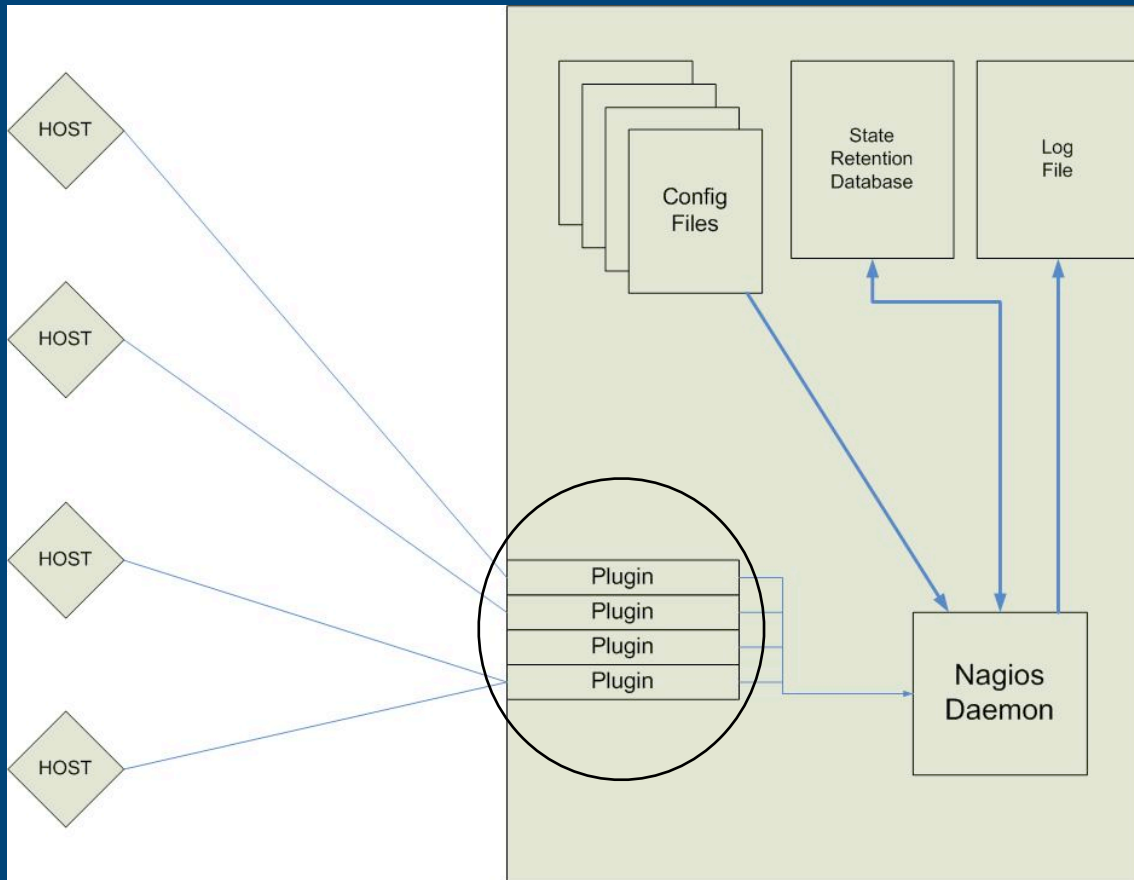 HOST
HOST
HOST
HOST
Config
Files
State
Retention
Database
Log
File
Plugin
Plugin
Plugin
Plugin
Nagios
Daemon